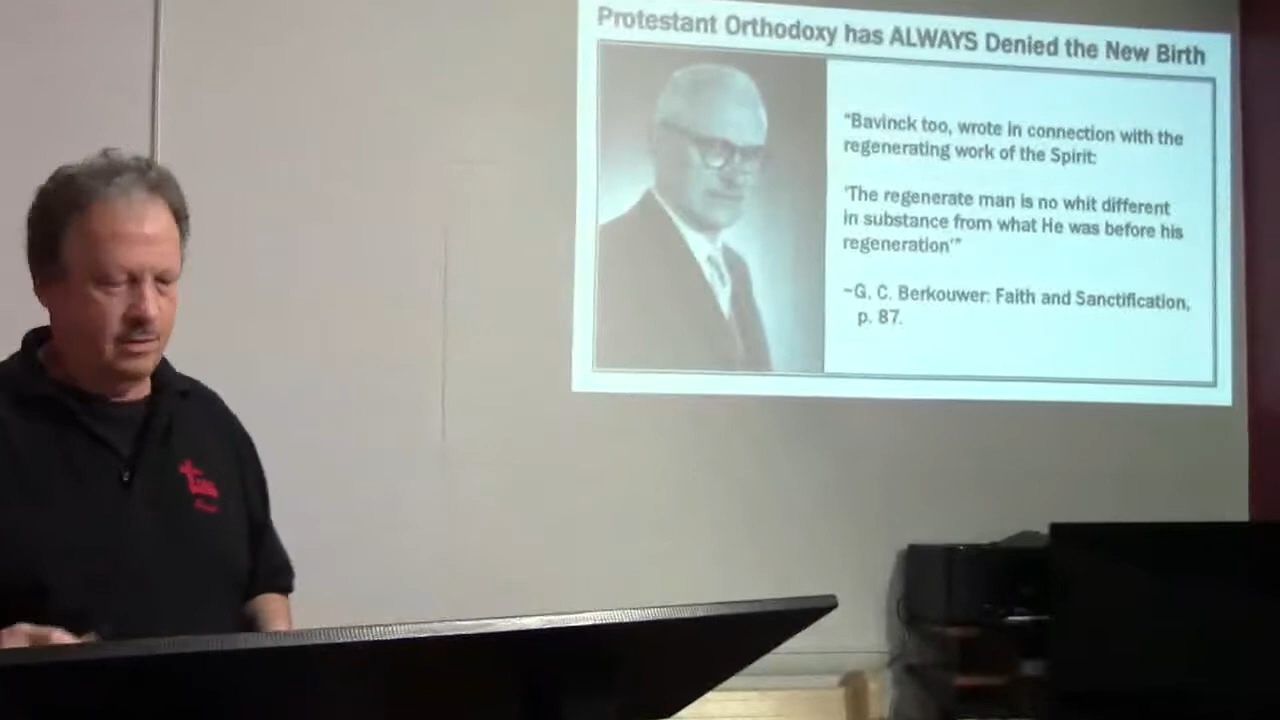 Protestant Orthodoxy has ALWAYS Denied the New Birth
“Bavinck too, wrote in connection with the
regenerating work of the Spirit:
‘The regenerate man is no whit different
in substance from what He was before his
regeneration’”
~G. C. Berkouwer: Faith and Sanctification,
p. 87.